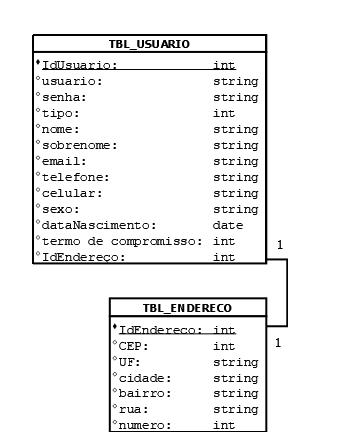 TBL_USUARIO
IdUsuario: int
usuario: string
senha: string
tipo: int
nome: string
sobrenome: string
email: string
telefone: string
celular: string
sexo: string
dataNascimento: date
termo de compromisso: int
IdEndereço: int
1
TBL_ENDERECO
1
IdEndereco: int
CEP: int
UF: string
cidade: string
bairro: string
rua: string
numero: int